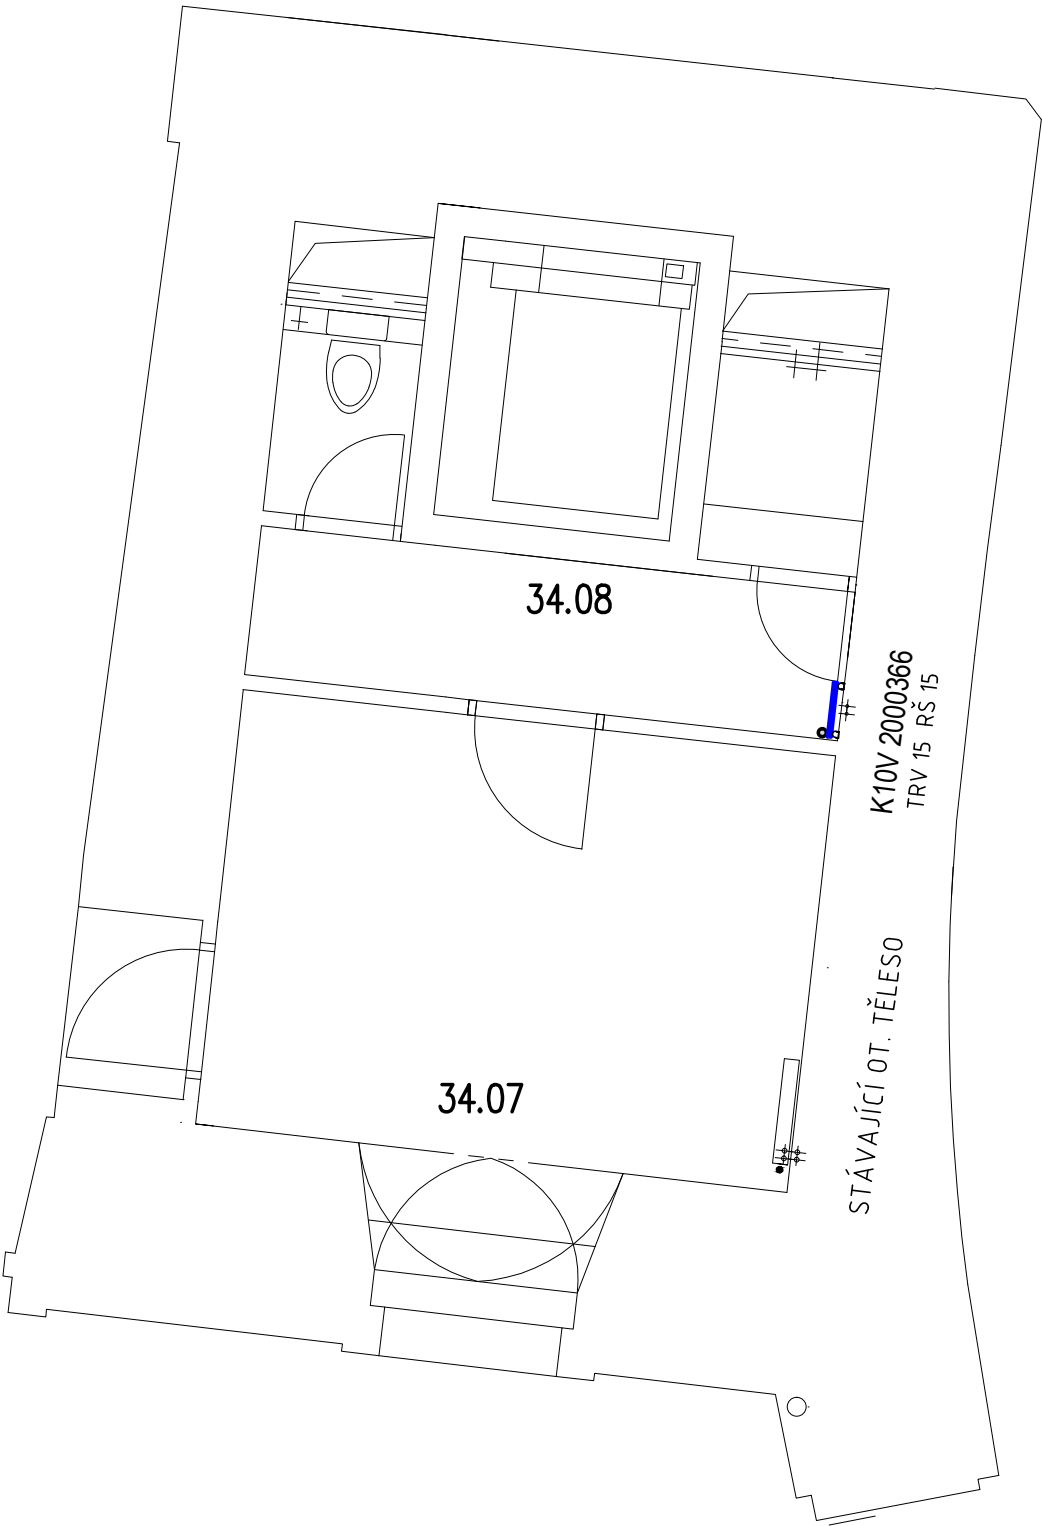 34.08
K10V 2000366
TRV 15 RŠ 15
STÁVAJÍCÍ OT. TĚLESO
34.07